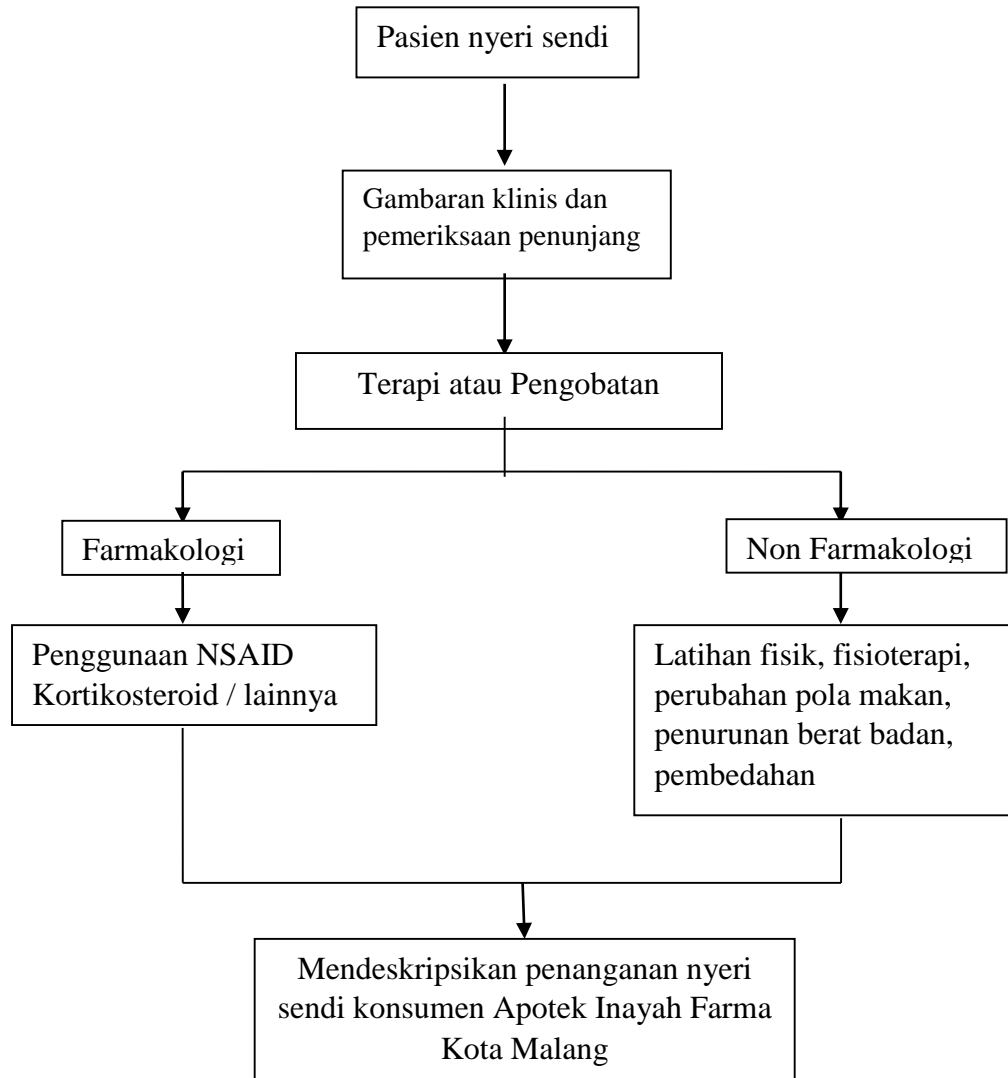 Pasien nyeri sendi
Gambaran klinis dan
pemeriksaan penunjang
Terapi atau Pengobatan
Farmakologi
Non Farmakologi
Penggunaan NSAID
Kortikosteroid / lainnya
Latihan fisik, fisioterapi,
perubahan pola makan,
penurunan berat badan,
pembedahan
Mendeskripsikan penanganan nyeri
sendi konsumen Apotek Inayah Farma
Kota Malang